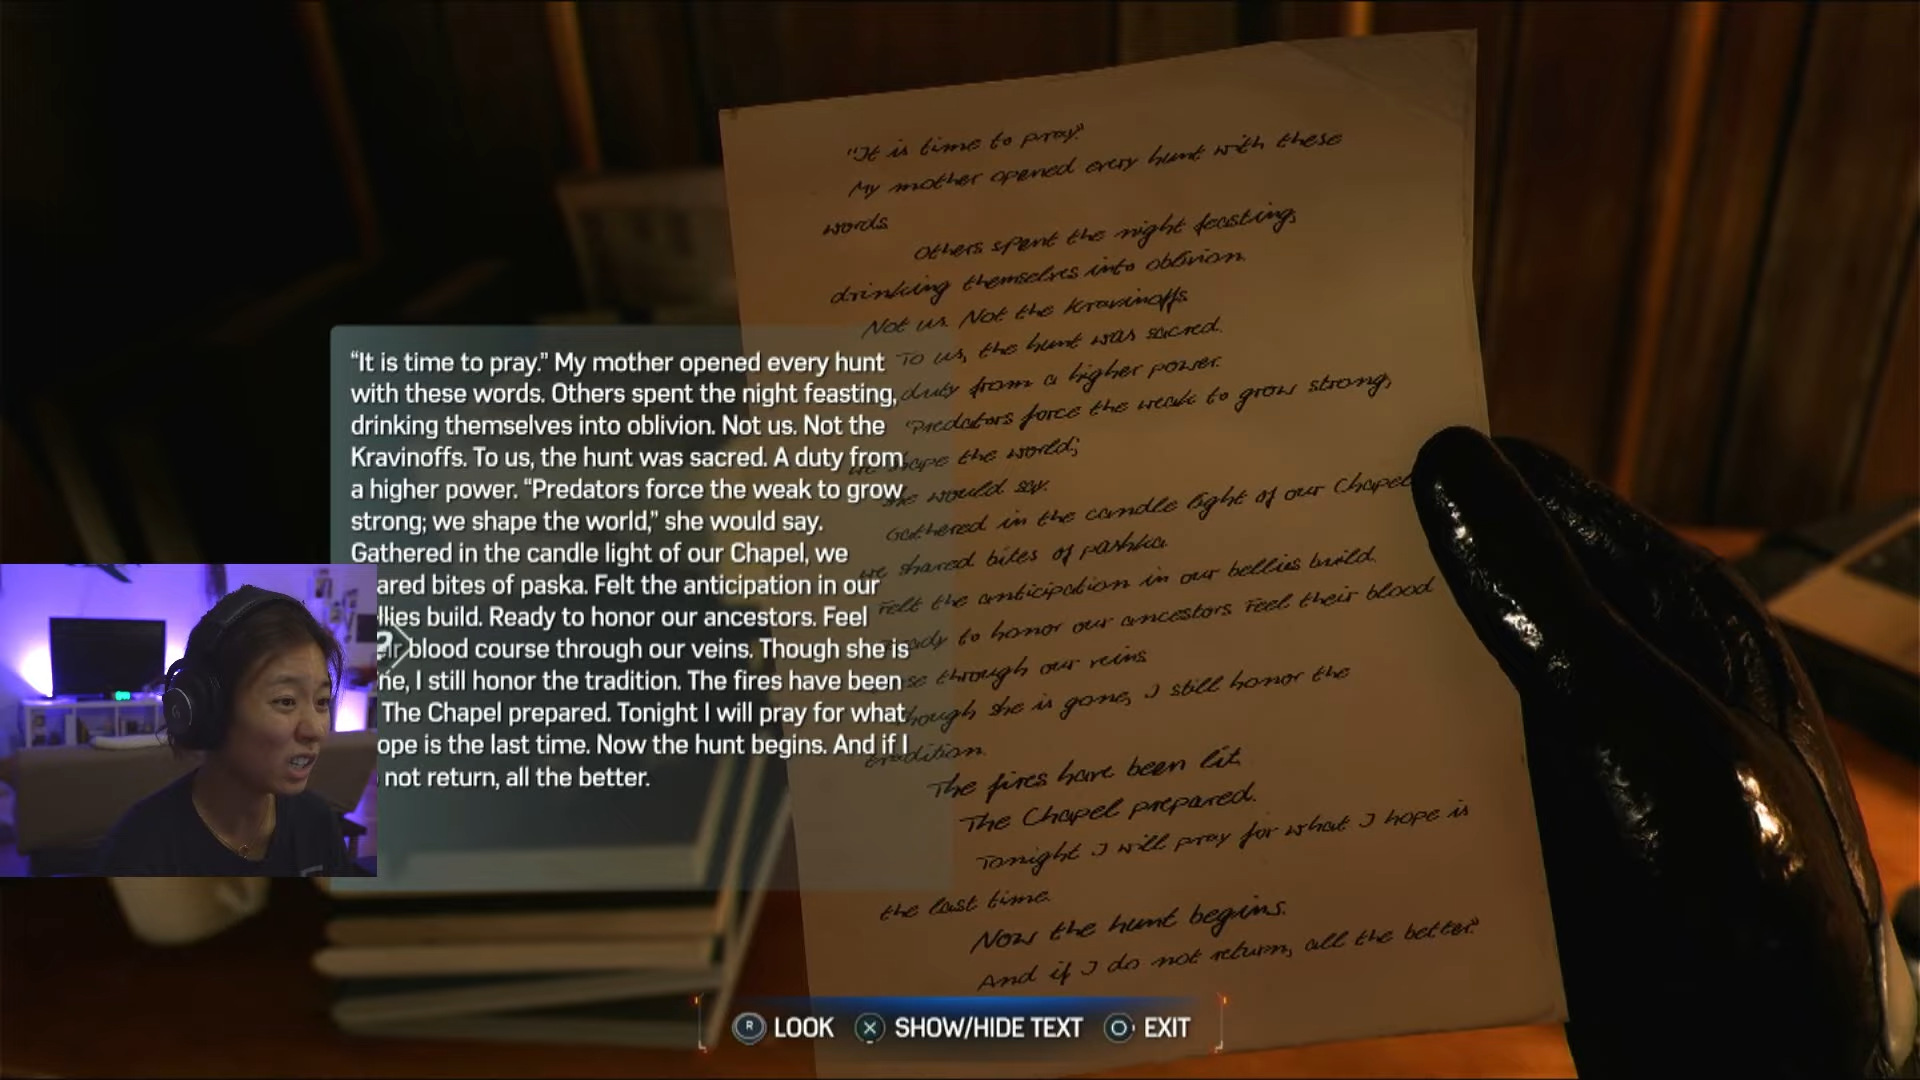 "It is time to pray."
My mother opened every hunt with these
words.
Others spent the night feasting,
drinking themselves into oblivion.
Not us. Not the Kravinoffs.
To us, the hunt was sacred.
duty from a higher power.
"Predators force the weak to grow strong,
shape the world;
she would say.
Gathered in the candle light of our Chapel
we shared bites of pashka.
Felt the anticipation in our bellies build.
Ready to honor our ancestors. Feel their blood
through our veins.
Though she is gone, I still honor the
tradition.
The fires have been lit.
The Chapel prepared.
Tonight I will pray for what I hope is
the last time.
Now the hunt begins.
And if I do not return, all the better."
“It is time to pray.” My mother opened every hunt
with these words. Others spent the night feasting,
drinking themselves into oblivion. Not us. Not the
Kravinoffs. To us, the hunt was sacred. A duty from
a higher power. “Predators force the weak to grow
strong; we shape the world,” she would say.
Gathered in the candle light of our Chapel, we
ared bites of paska. Felt the anticipation in our
llies build. Ready to honor our ancestors. Feel
ir blood course through our veins. Though she is
ne, I still honor the tradition. The fires have been
The Chapel prepared. Tonight I will pray for what
ope is the last time. Now the hunt begins. And if I
not return, all the better.
?
R LOOK X SHOW/HIDE TEXT O EXIT